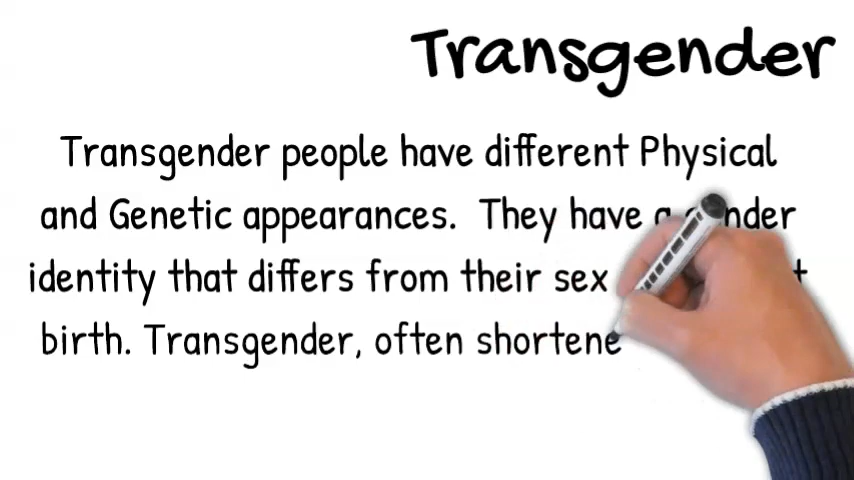 Transgender
Transgender people have different Physical
and Genetic appearances. They have a gender
identity that differs from their sex
birth. Transgender, often shortene